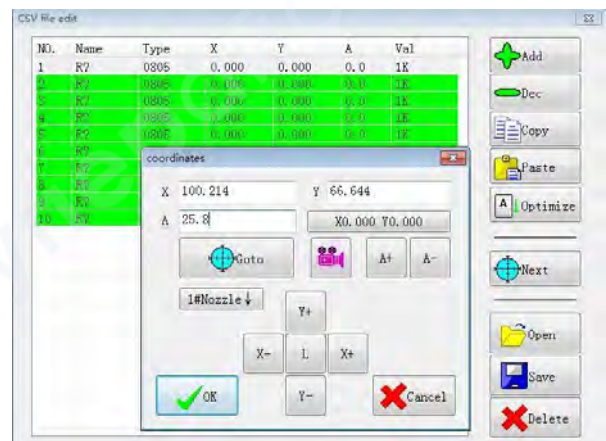 CSV file edit
NO. Name Type X Y A Val
1 R? 0805 0.000 0.000 0.0 1K
2 R? 0805 0.000 0.000 0.0 1K
3 R? 0805 0.000 0.000 0.0 1K
4 R? 0805 0.000 0.000 0.0 1K
5 R? 0805 0.000 0.000 0.0 1K
6 R?
7 R?
8 R?
9 R?
10 R?
coordinates
X 100.214 Y 66.644
A 25.8 X0.000 Y0.000
Goto A+ A-
1#Nozzle↓
Y+
X- L X+
Y-
OK Cancel
Add
Dec
Copy
Paste
Optimize
Next
Open
Save
Delete